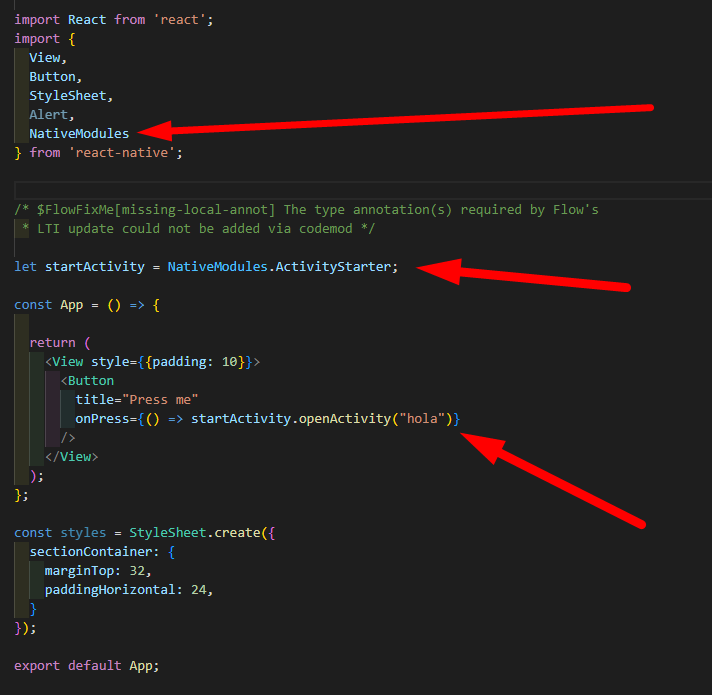 import React from 'react';
import {
  View,
  Button,
  StyleSheet,
  Alert,
  NativeModules
} from 'react-native';
/* $FlowFixMe[missing-local-annot] The type annotation(s) required by Flow's
 * LTI update could not be added via codemod */
let startActivity = NativeModules.ActivityStarter;
const App = () => {
  return (
    <View style={{padding: 10}}>
      <Button
        title="Press me"
        onPress={() => startActivity.openActivity("hola")}
      />
    </View>
  );
};
const styles = StyleSheet.create({
  sectionContainer: {
    marginTop: 32,
    paddingHorizontal: 24,
  }
});
export default App;